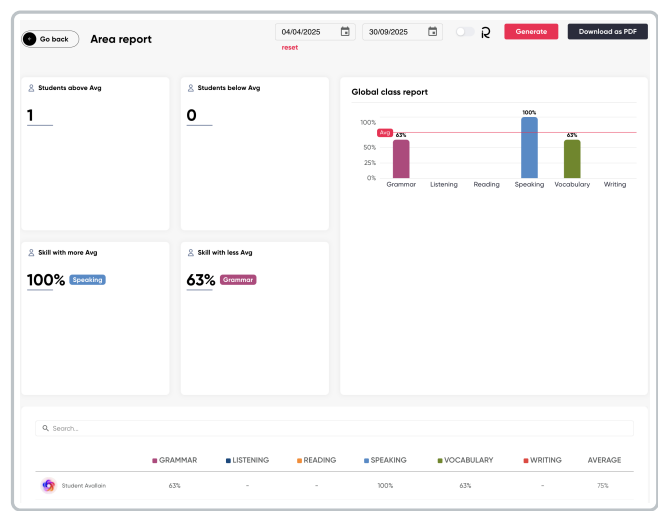 Go back
Area report
04/04/2025
30/09/2025
Generate
Download as PDF
reset
Students above Avg
1
Students below Avg
0
Skill with more Avg
100% Speaking
Skill with less Avg
63% Grammar
Global class report
100%
50%
25%
0%
Avg
63%
100%
63%
Grammar Listening Reading Speaking Vocabulary Writing
Search...
GRAMMAR LISTENING READING SPEAKING VOCABULARY WRITING AVERAGE
Student Avallain 63% - - 100% 63% - 75%